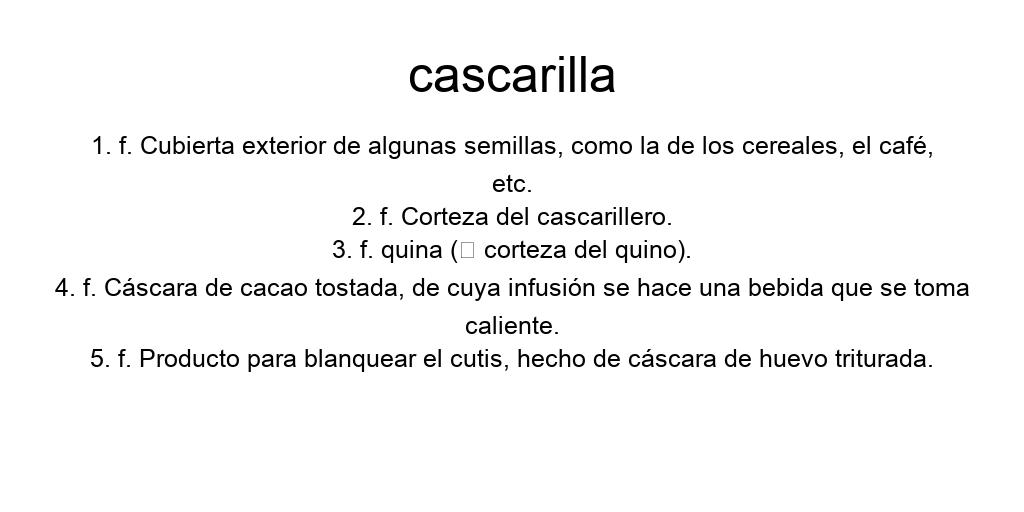 cascarilla
1. f. Cubierta exterior de algunas semillas, como la de los cereales, el café,
etc.
2. f. Corteza del cascarillero.
3. f. quina (□ corteza del quino).
4. f. Cáscara de cacao tostada, de cuya infusión se hace una bebida que se toma
caliente.
5. f. Producto para blanquear el cutis, hecho de cáscara de huevo triturada.